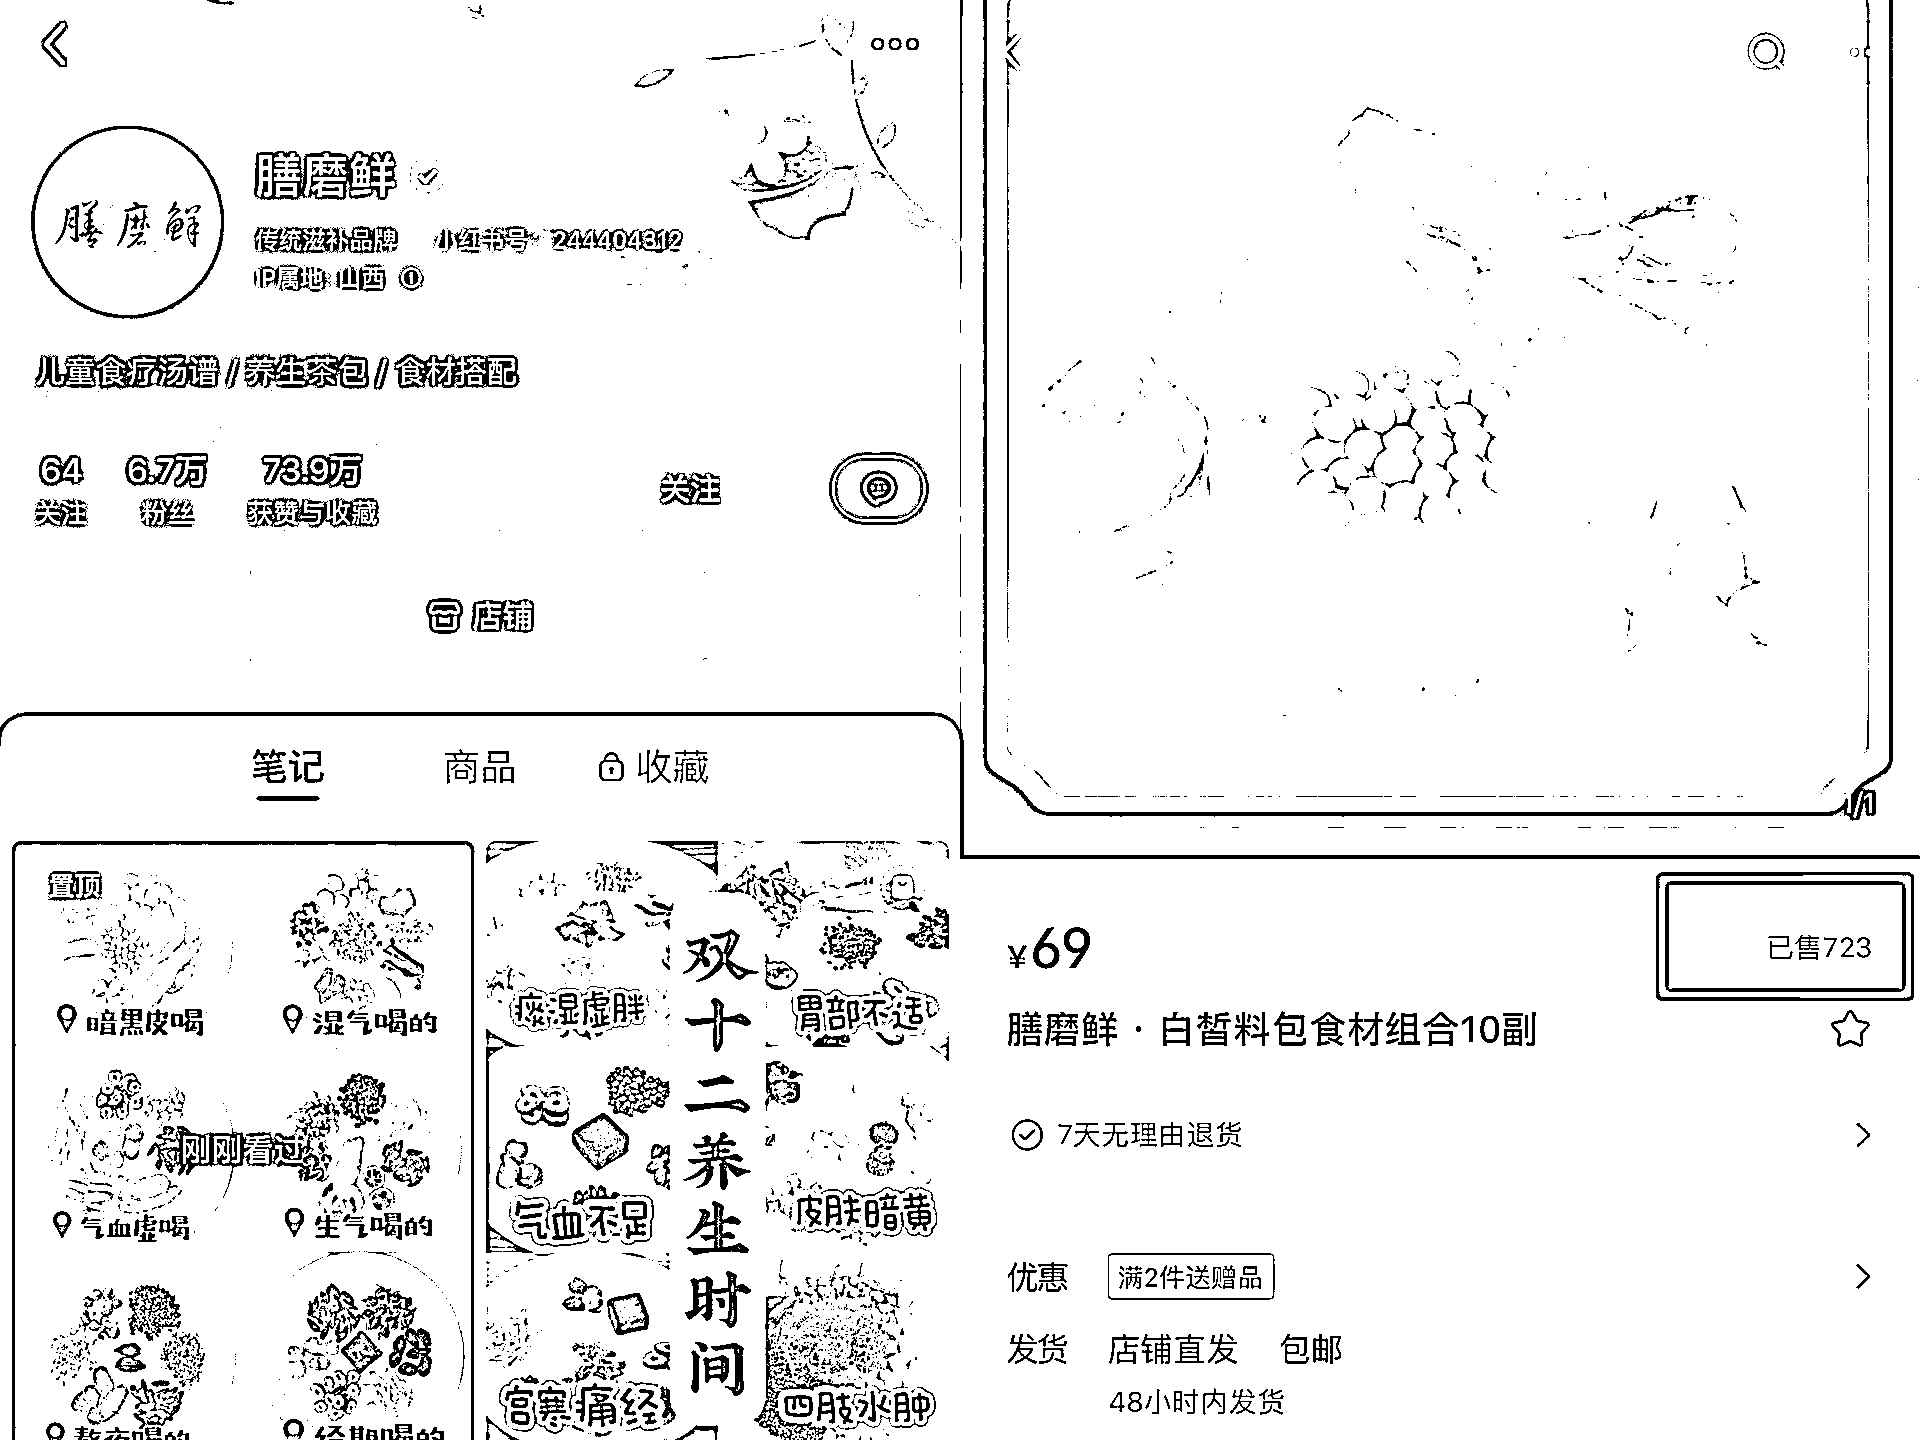 膳磨鲜
膳磨鲜
传统滋补品牌 小红书号：244404312
IP属地：山西
儿童食疗汤谱 / 养生茶包 / 食材搭配
64 6.7万 73.9万
关注 粉丝 获赞与收藏
关注
店铺
笔记 商品 收藏
置顶
暗黑皮喝 湿气喝的
刚刚看过
气血虚喝 生气喝的
熬夜喝的 经期喝的
双十二养生时间
痰湿虚胖 胃部不适
气血不足 皮肤暗黄
宫寒痛经 四肢水肿
1/1
¥69
已售723
膳磨鲜·白皙料包食材组合10副
7天无理由退货
优惠 满2件送赠品
发货 店铺直发 包邮
48小时内发货